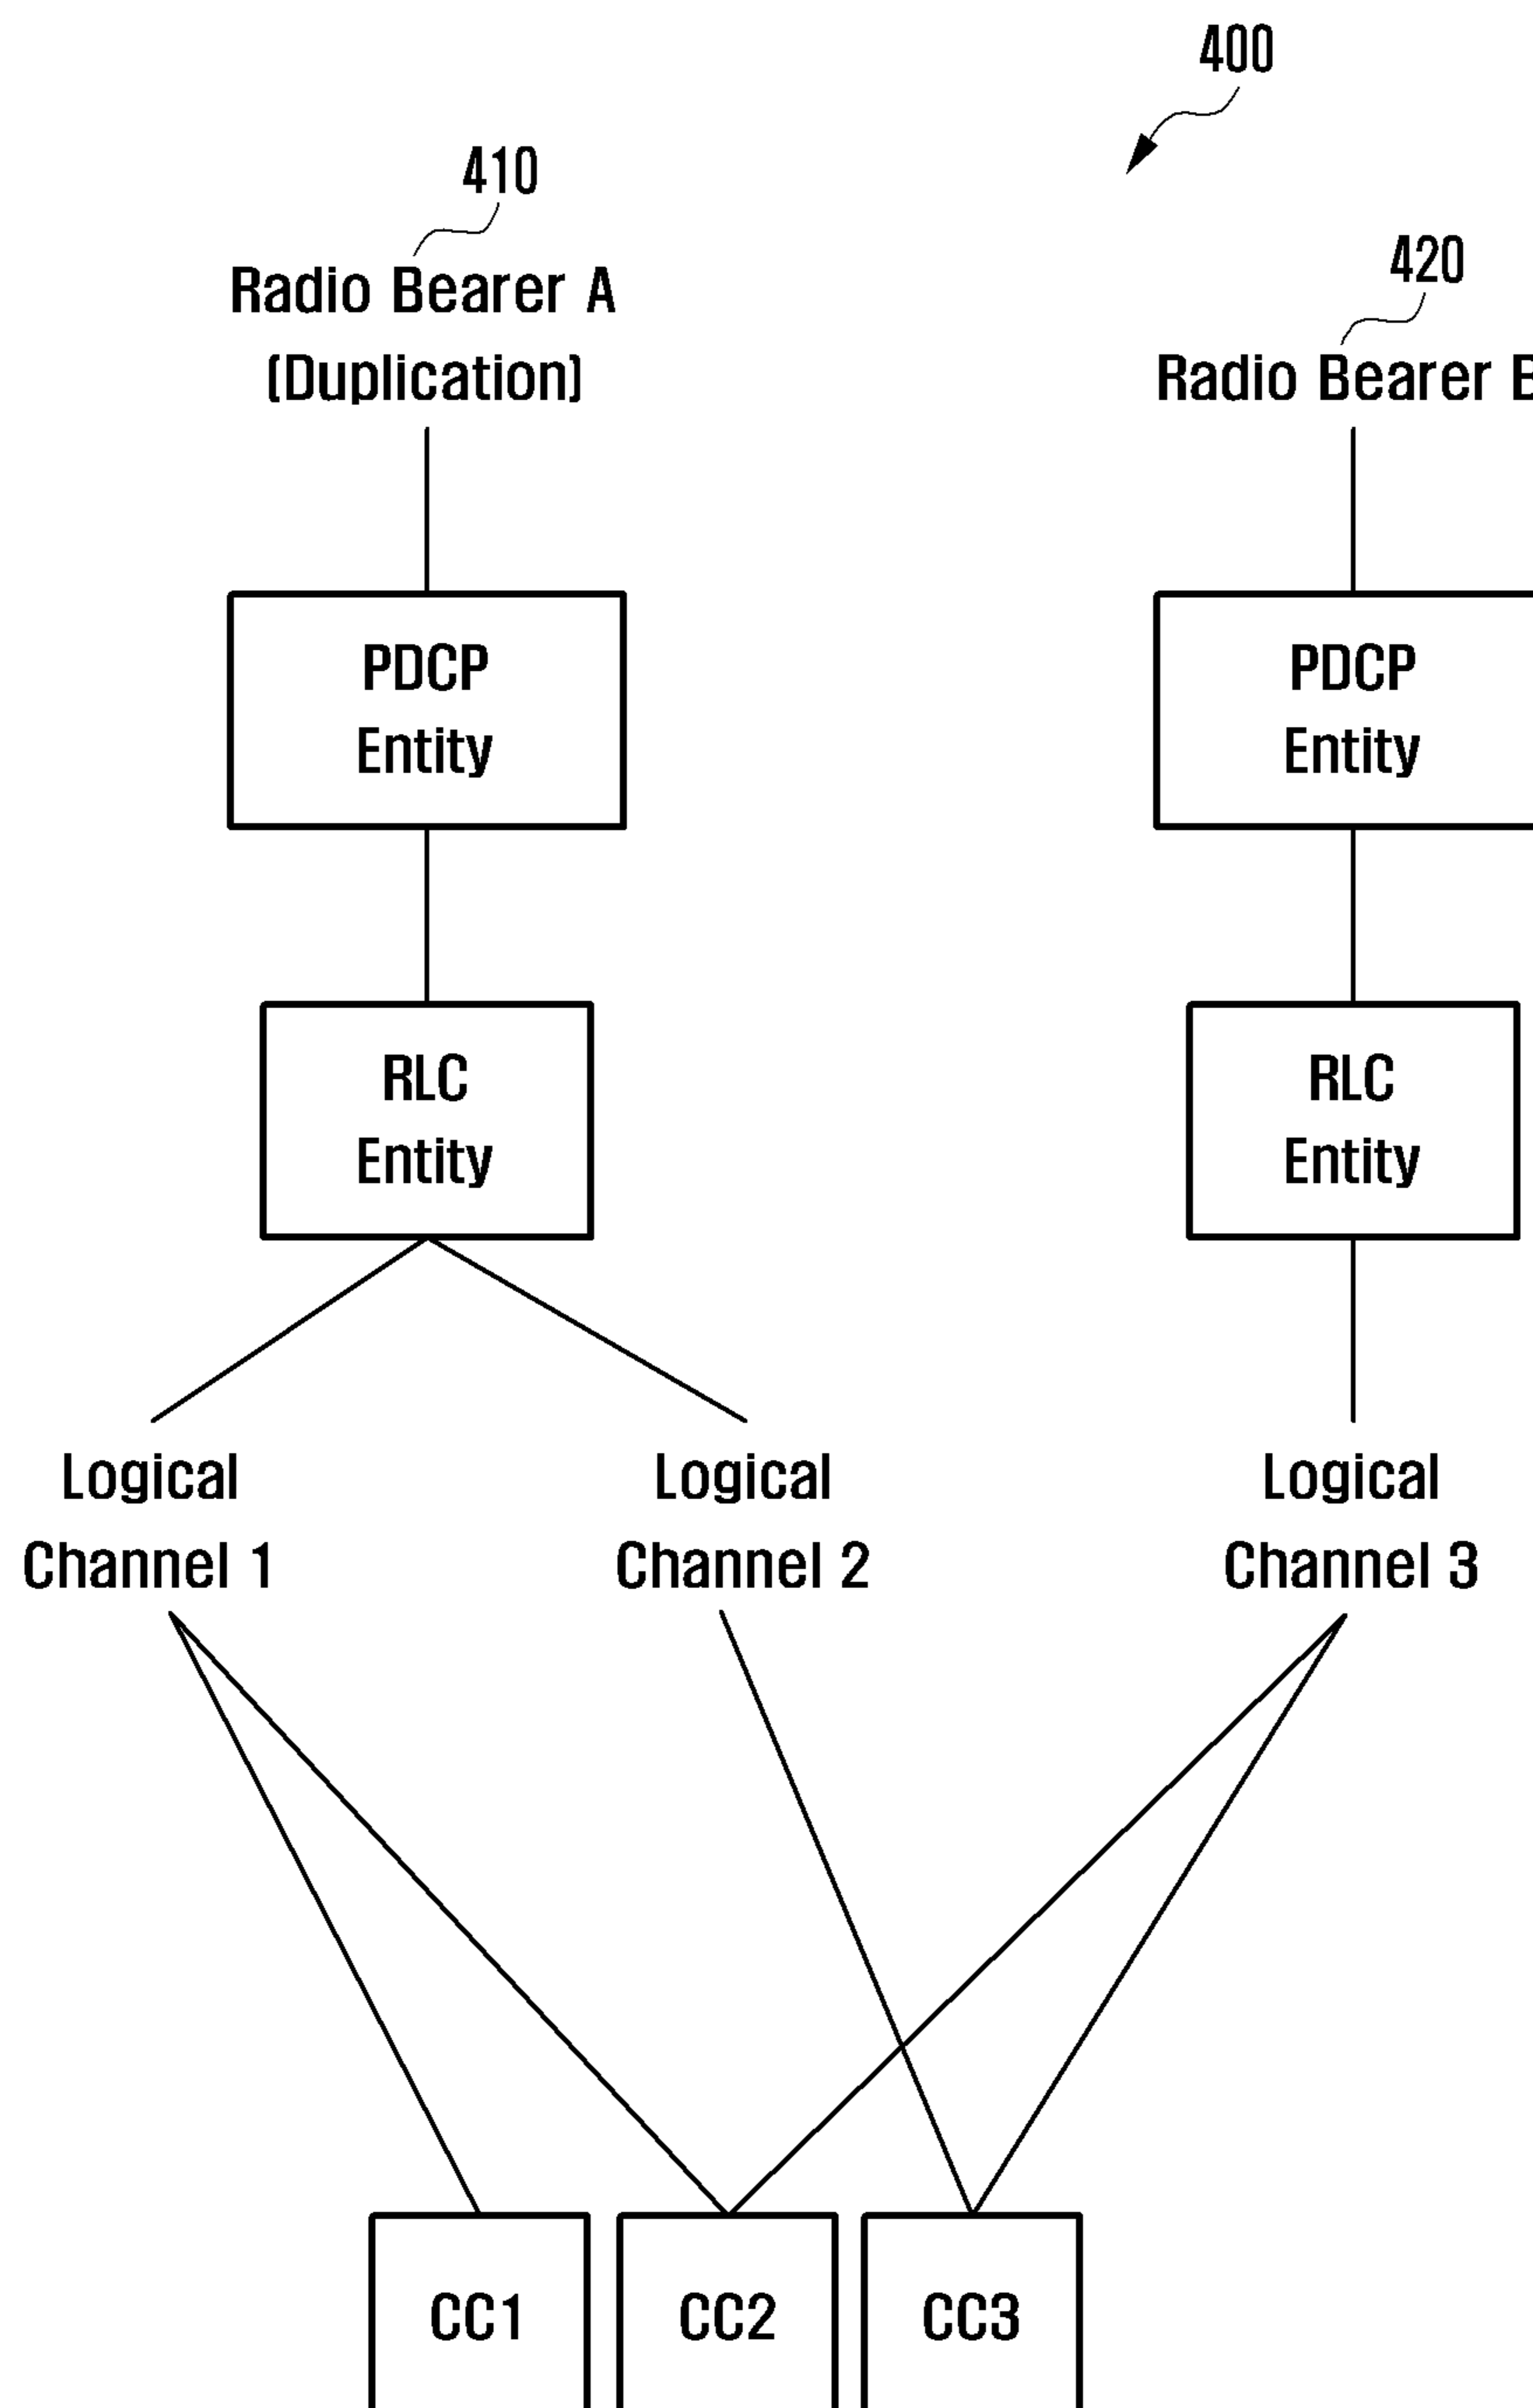 400
410
Radio Bearer A
(Duplication)
420
Radio Bearer B
PDCP
Entity
PDCP
Entity
RLC
Entity
RLC
Entity
Logical
Channel 1
Logical
Channel 2
Logical
Channel 3
CC1
CC2
CC3